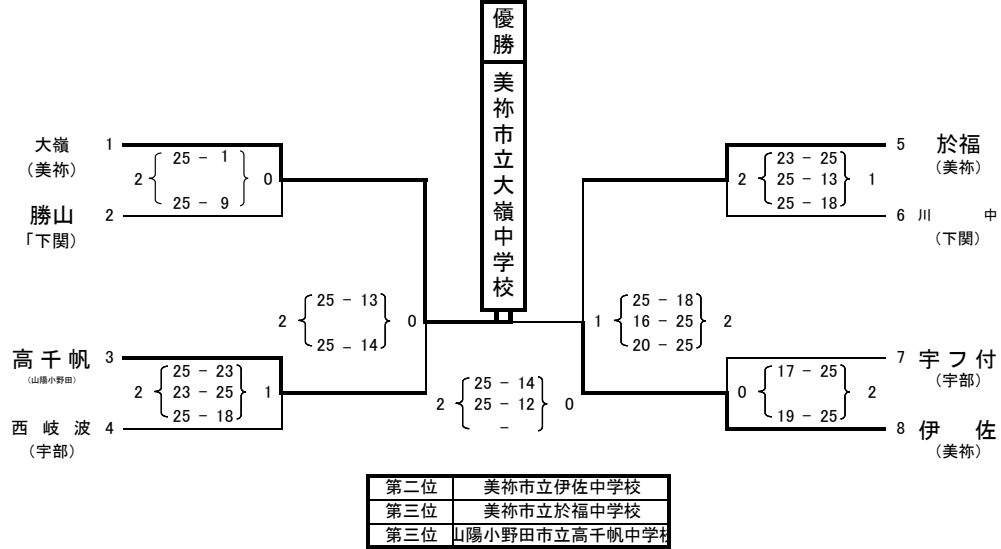 優勝
美祢市立大嶺中学校
大嶺 1
(美祢)
2 25 - 1 0
25 - 9
勝山 2
「下関)
2 25 - 13 0
25 - 14
高千帆 3
(山陽小野田)
2 25 - 23 1
23 - 25
25 - 18
西岐波 4
(宇部)
2 25 - 14 0
25 - 12
-
5 於福
(美祢)
2 23 - 25 1
25 - 13
25 - 18
6 川中
(下関)
1 25 - 18 2
16 - 25
20 - 25
7 宇フ付
(宇部)
0 17 - 25 2
19 - 25
8 伊佐
(美祢)
第二位 美祢市立伊佐中学校
第三位 美祢市立於福中学校
第三位 山陽小野田市立高千帆中学校